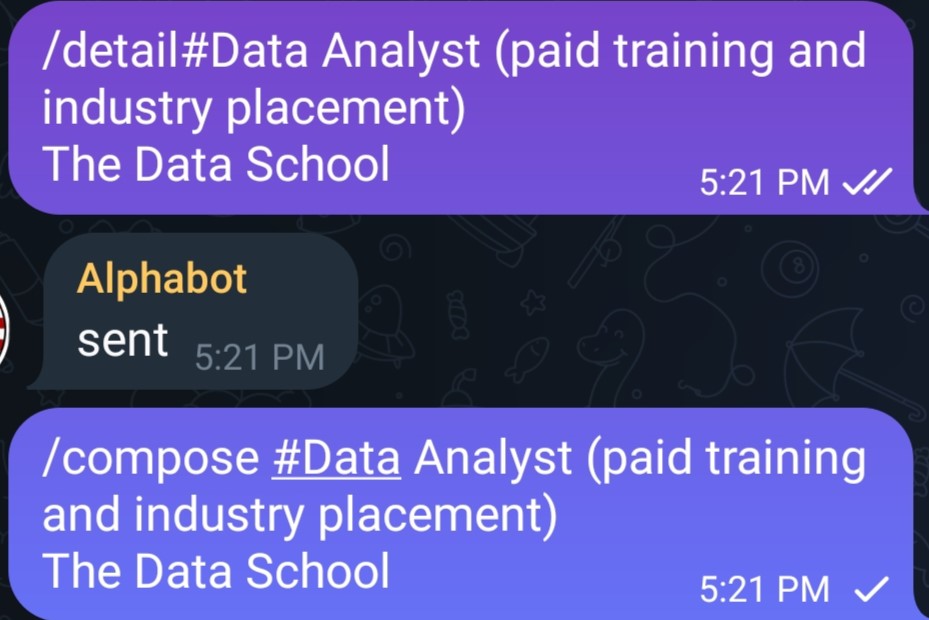 /detail#Data Analyst (paid training and
industry placement)
The Data School
5:21 PM
Alphabot
sent
5:21 PM
/compose #Data Analyst (paid training
and industry placement)
The Data School
5:21 PM